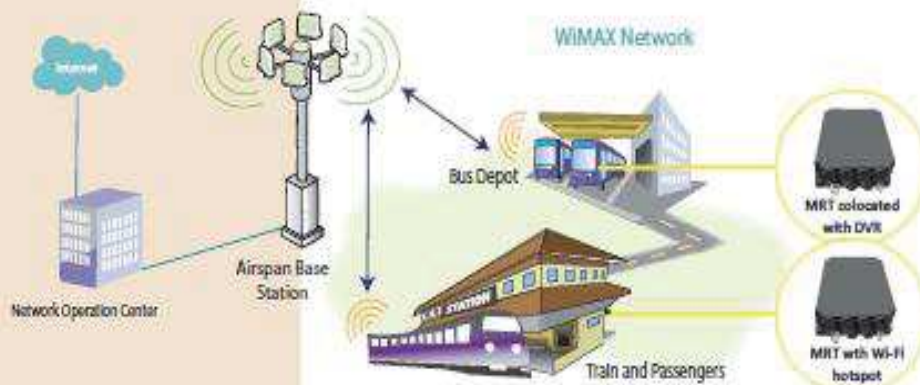 Internet
WiMAX Network
Bus Depot
MRT colocated
with DVR
Airspan Base
Station
Network Operation Center
STATION
Train and Passengers
MRT wth Wi-Fi
hotspot